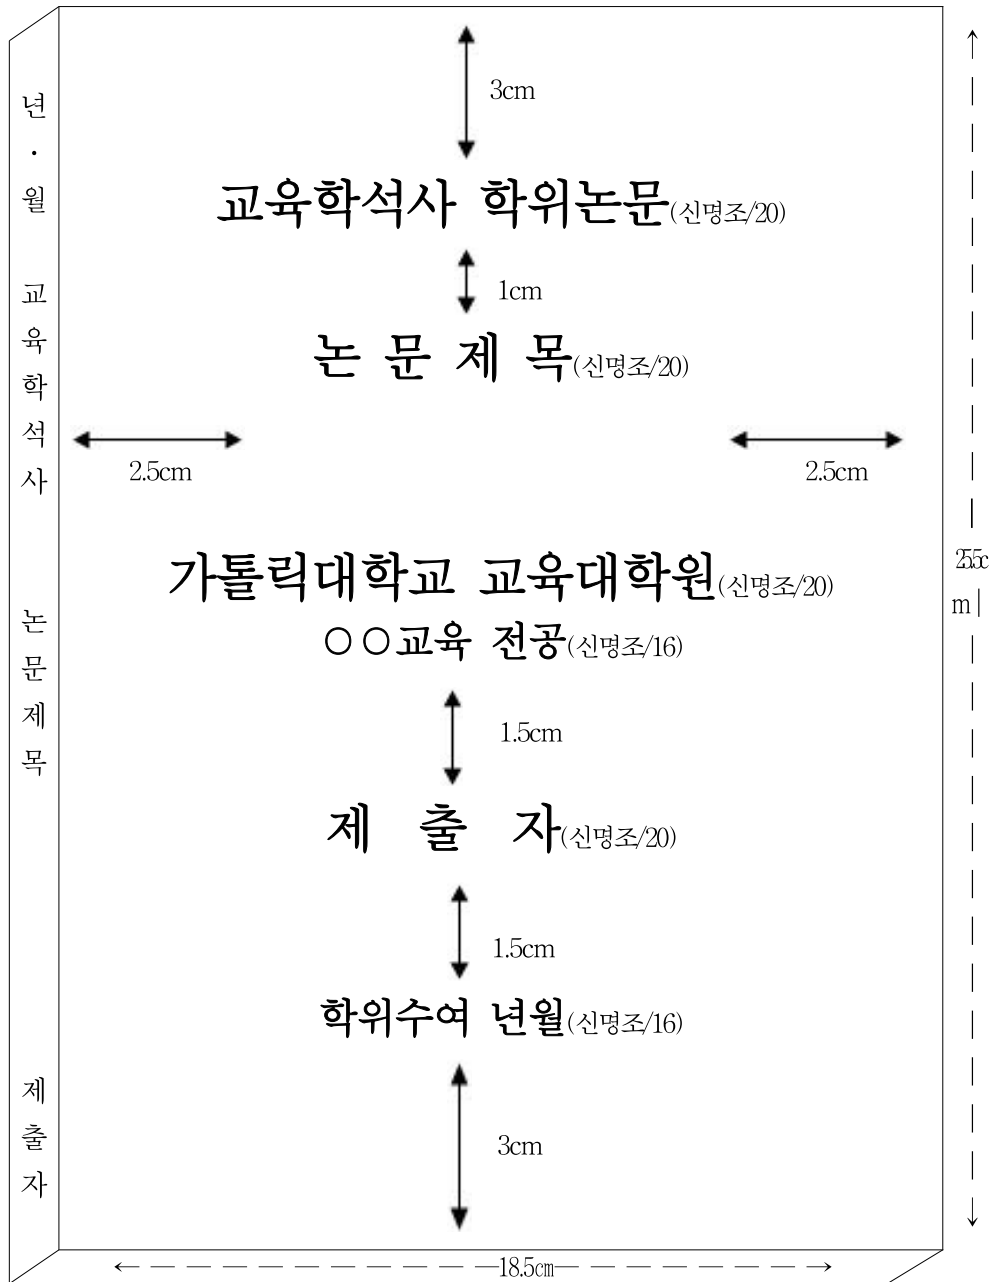 년 · 월 교육학석사 논문제목 제출자
3cm
교육학석사 학위논문(신명조/20)
1cm
논 문 제 목(신명조/20)
2.5cm 2.5cm
가톨릭대학교 교육대학원(신명조/20)
○○교육 전공(신명조/16)
1.5cm
제 출 자(신명조/20)
1.5cm
학위수여 년월(신명조/16)
3cm
18.5㎝
25.5c
m